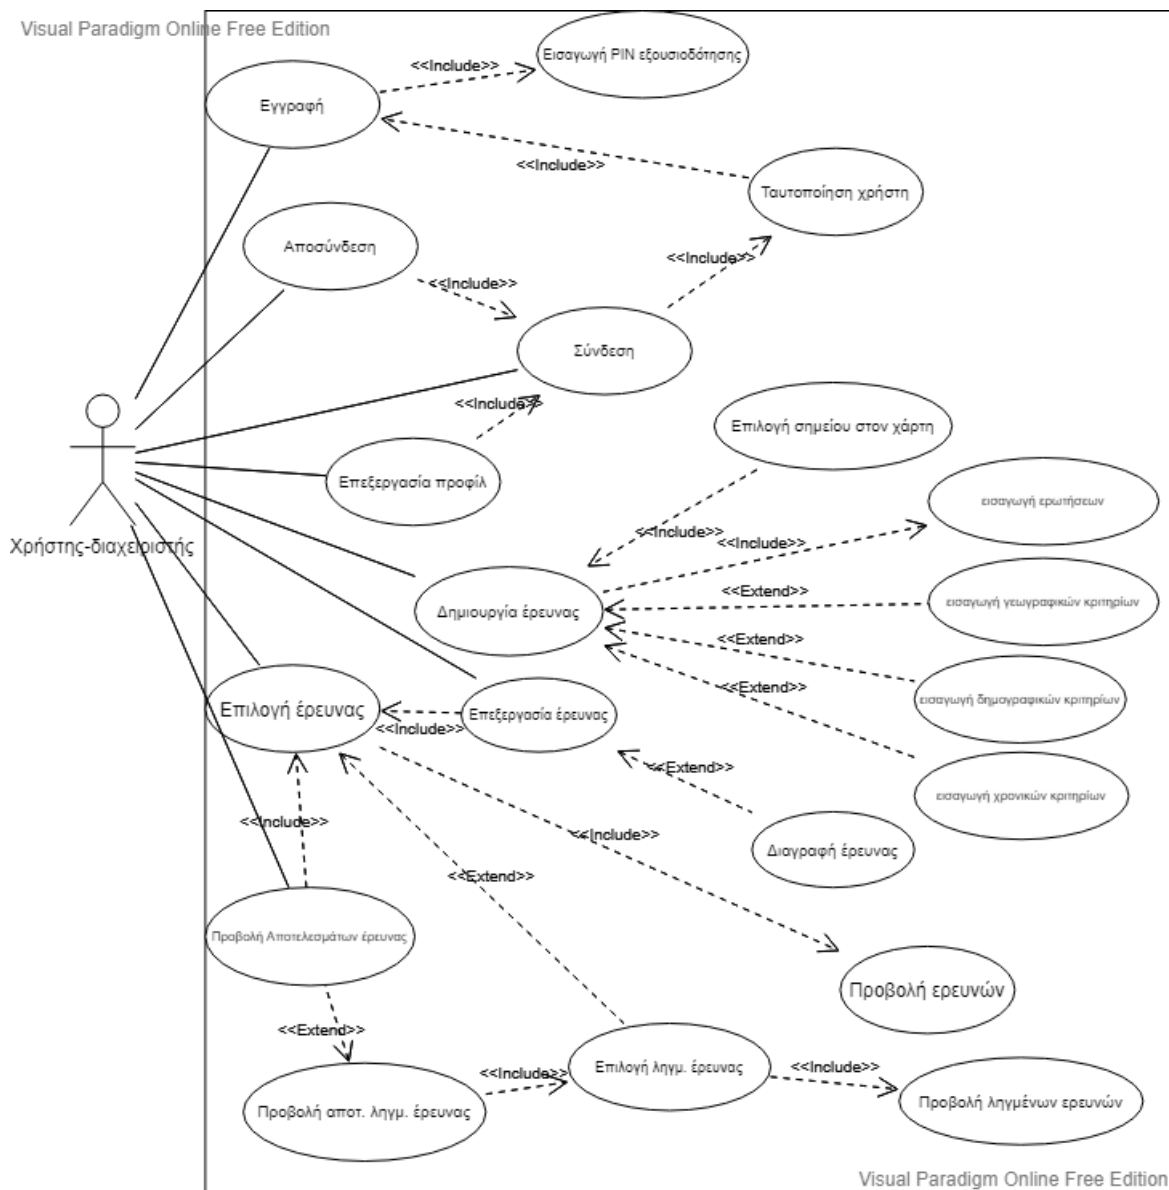 Visual Paradigm Online Free Edition
<<Include>>
Εισαγωγή PIN εξουσιοδότησης
Εγγραφή
<<Include>>
Ταυτοποίηση χρήστη
Αποσύνδεση
<<Include>>
<<Include>>
Σύνδεση
<<Include>>
Επιλογή σημείου στον χάρτη
Επεξεργασία προφίλ
εισαγωγή ερωτήσεων
<<Include>>
<<Include>>
Χρήστης-διαχειριστής
<<Extend>>
εισαγωγή γεωγραφικών κριτηρίων
Δημιουργία έρευνας
<<Extend>>
<<Extend>>
εισαγωγή δημογραφικών κριτηρίων
Επιλογή έρευνας
Επεξεργασία έρευνας
<<Include>>
<<Extend>>
εισαγωγή χρονικών κριτηρίων
<<Include>>
<<Include>>
Διαγραφή έρευνας
<<Extend>>
Προβολή Αποτελεσμάτων έρευνας
Προβολή ερευνών
<<Extend>>
Επιλογή ληγμ. έρευνας
<<Include>>
<<Include>>
Προβολή αποτ. ληγμ. έρευνας
Προβολή ληγμένων ερευνών
Visual Paradigm Online Free Edition